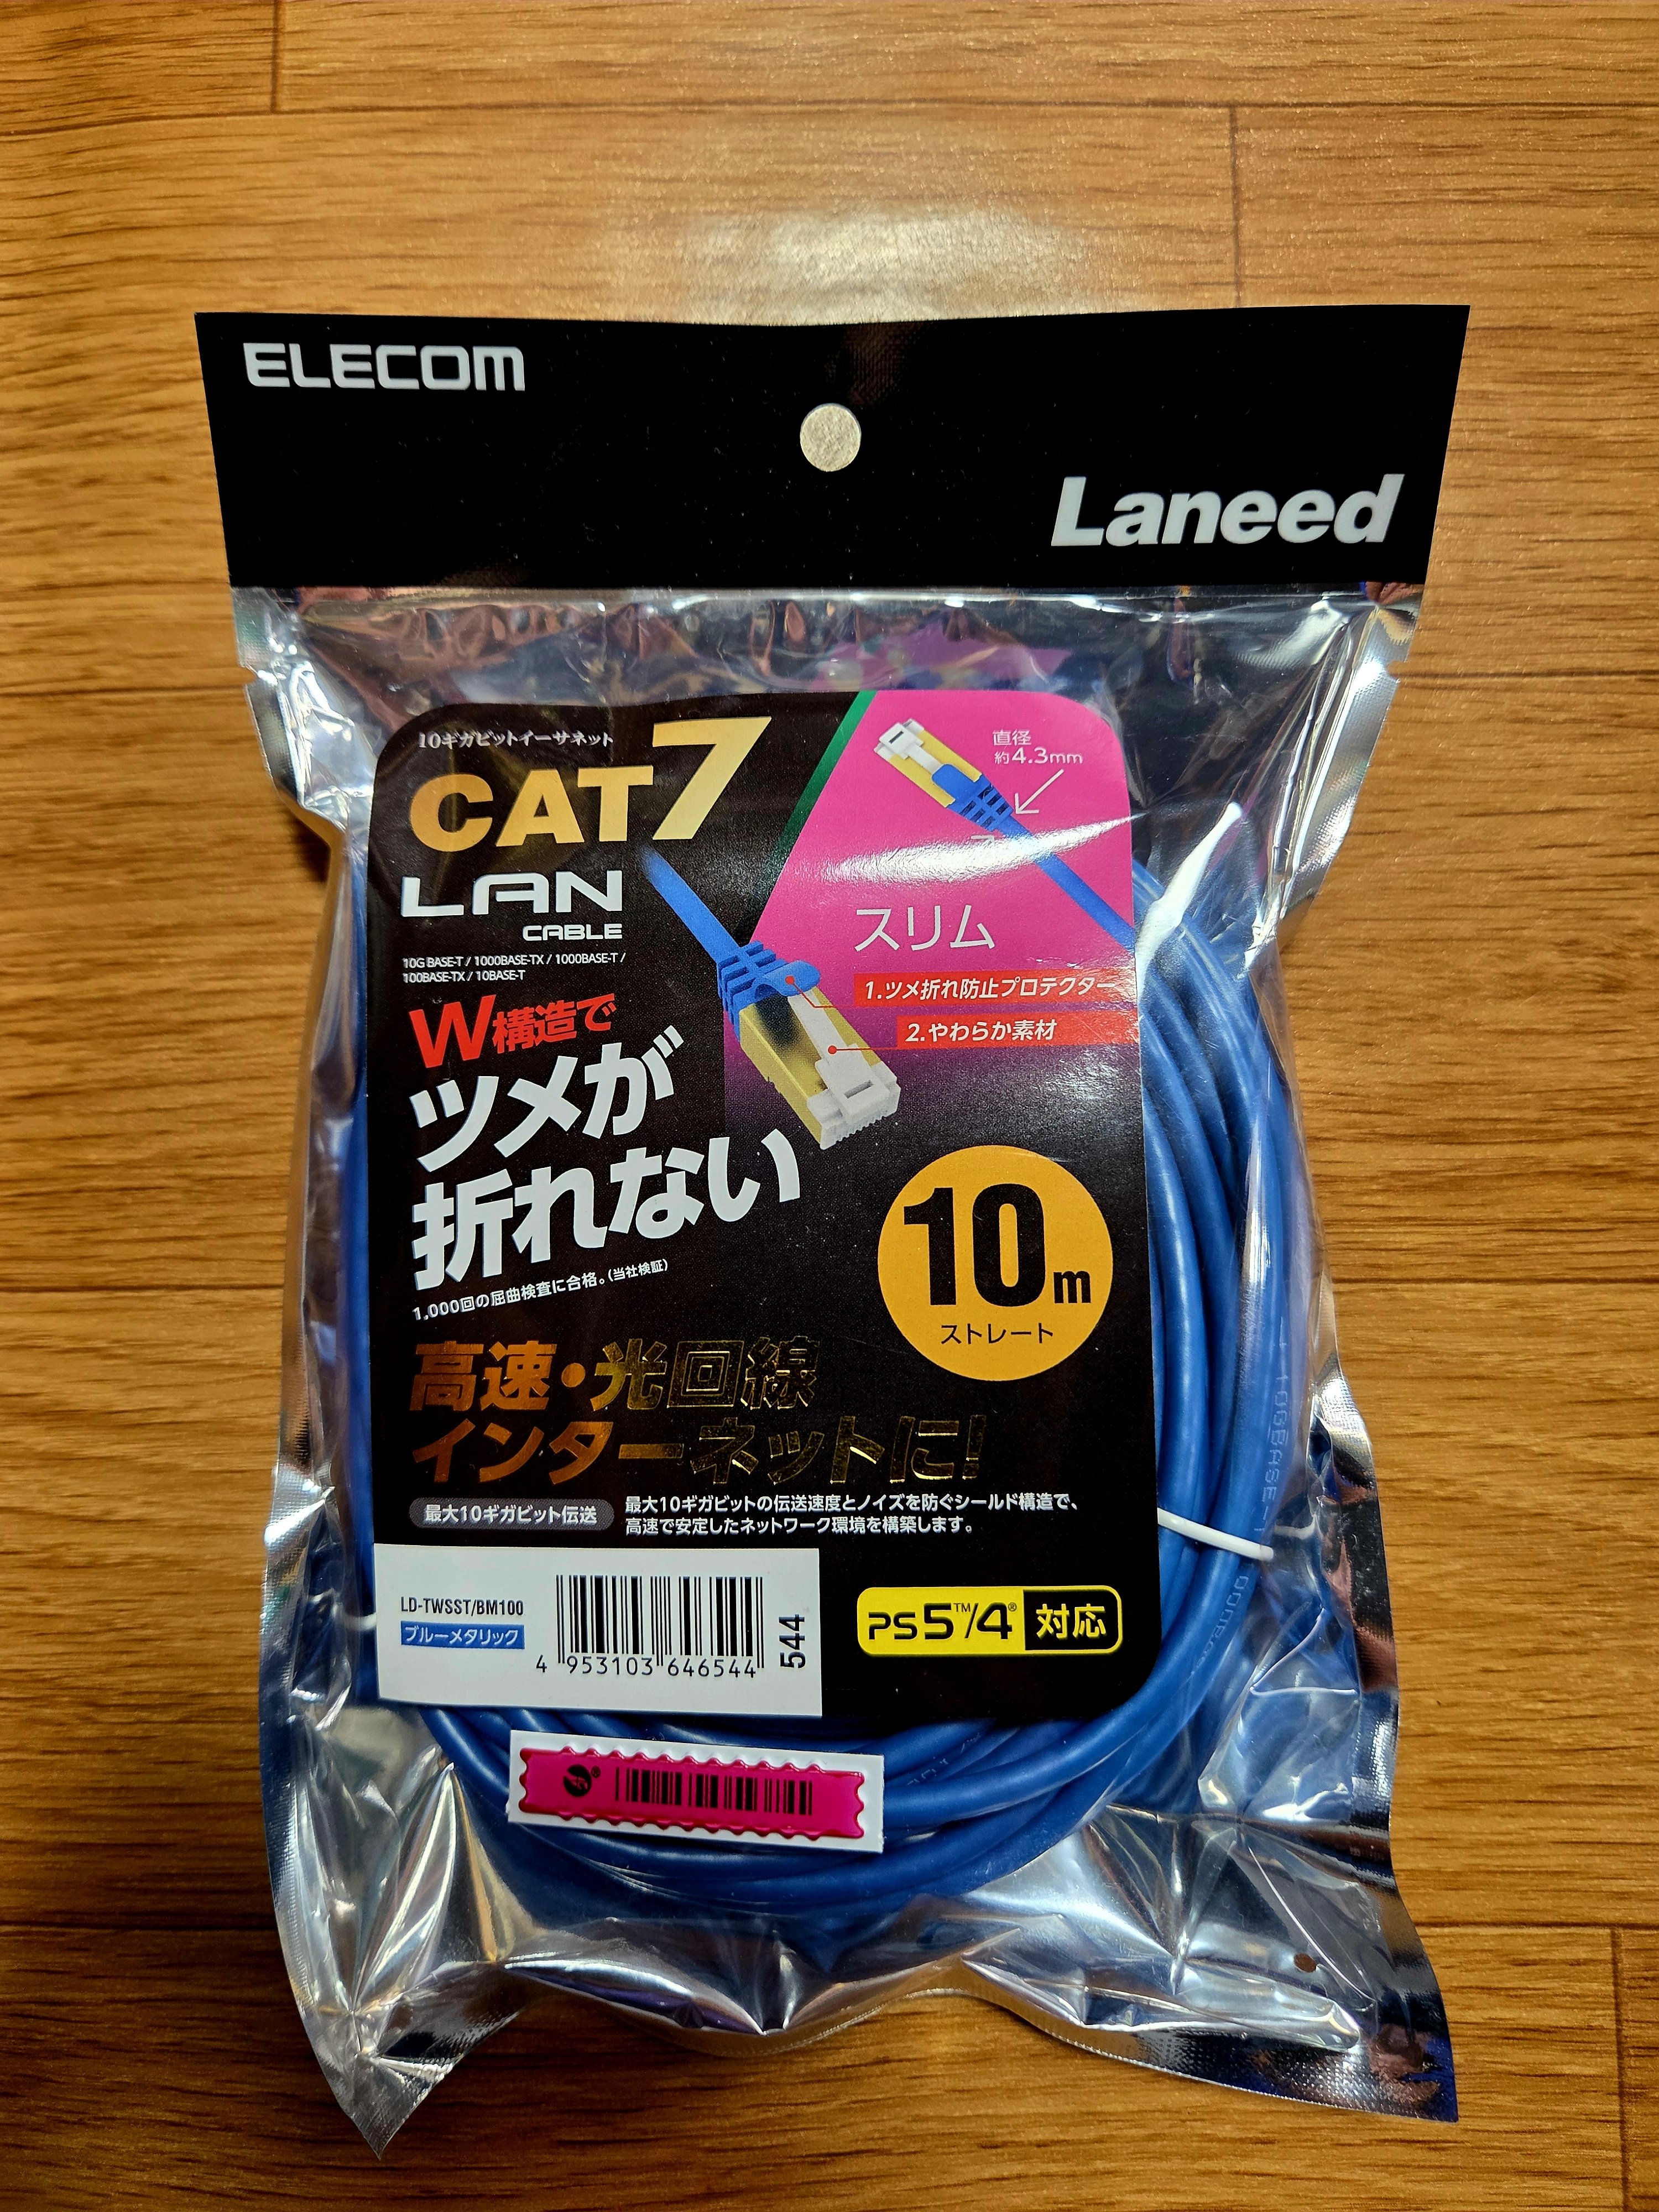 ELECOM
Laneed
10ギガビットイーサネット
CAT7
LAN
CABLE
10G BASE-T / 1000BASE-TX / 1000BASE-T /
100BASE-TX / 10BASE-T
直径
約4.3mm
スリム
1.ツメ折れ防止プロテクター
2.やわらか素材
W構造で
ツメが
折れない
1,000回の屈曲検査に合格。(当社検証)
10m
ストレート
高速・光回線
インターネットに!
最大10ギガビット伝送
最大10ギガビットの伝送速度とノイズを防ぐシールド構造で、
高速で安定したネットワーク環境を構築します。
LD-TWSST/BM100
ブルーメタリック
4 953103 646544
544
PS5™/4® 対応
10GBASE-T